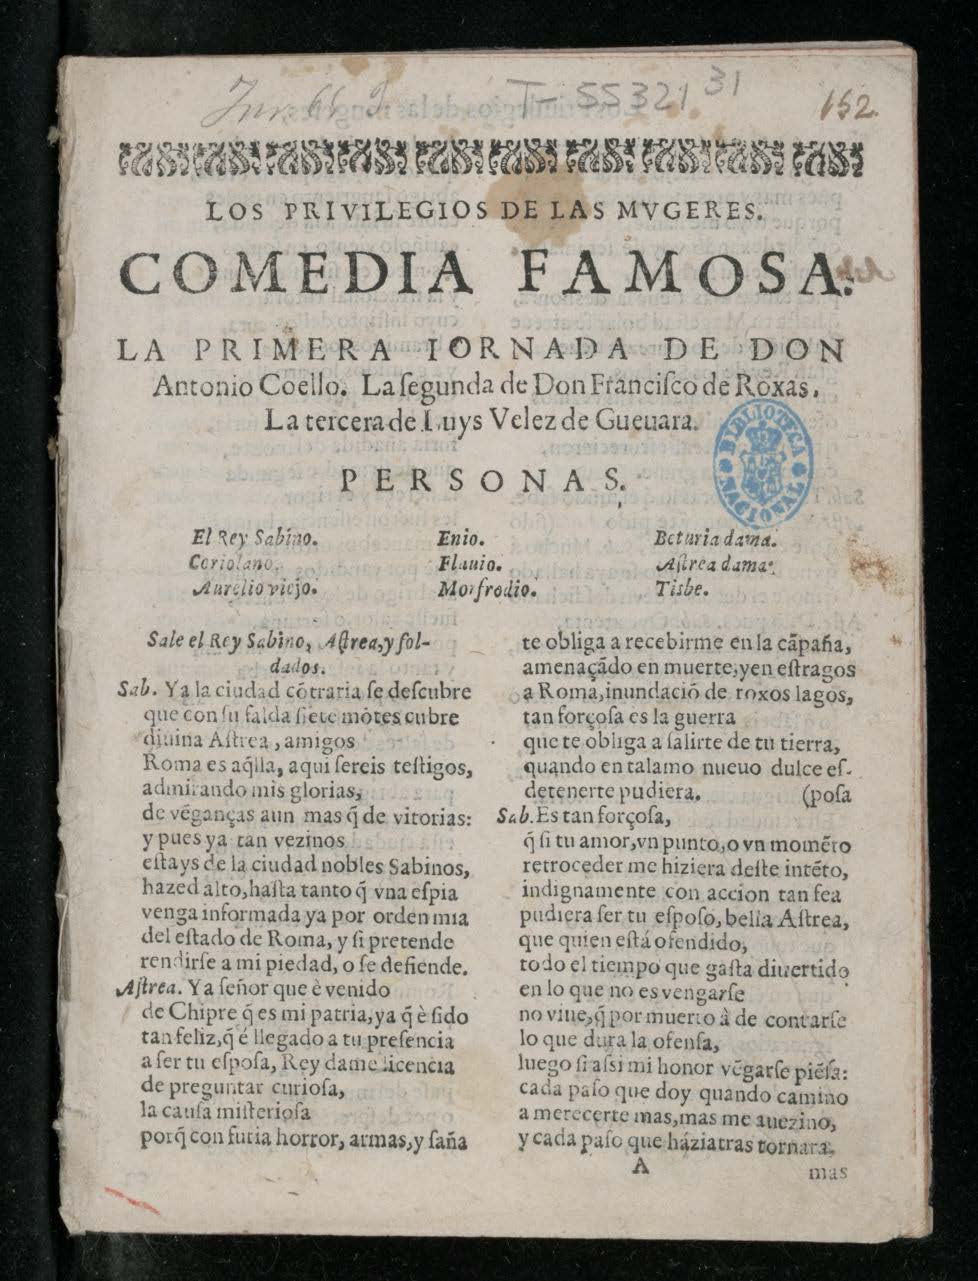 T-55321 31
152.
LOS PRIVILEGIOS DE LAS MVGERES.
COMEDIA FAMOSA.
LA PRIMERA IORNADA DE DON
Antonio Coello. La ſegunda de Don Franciſco de Roxas.
La tercera de Luys Velez de Gueuara.
BIBLIOTECA NACIONAL
PERSONAS.
El Rey Sabino. Enio. Beturia dama.
Coriolano. Flauio. Aſtrea dama.
Aurelio viejo. Morfrodio. Tisbe.
Sale el Rey Sabino, Aſtrea, y ſol-
dados.
Sab. Ya la ciudad cõtraria ſe deſcubre
que con ſu falda ſiete mõtes cubre
diuina Aſtrea, amigos
Roma es aq̃lla, aqui ſereis teſtigos,
admirando mis glorias,
de vẽganças aun mas q̃ de vitorias:
y pues ya tan vezinos
eſtays de la ciudad nobles Sabinos,
hazed alto, haſta tanto q̃ vna eſpia
venga informada ya por orden mia
del eſtado de Roma, y ſi pretende
rendirſe a mi piedad, o ſe defiende.
Aſtrea. Ya ſeñor que è venido
de Chipre q̃ es mi patria, ya q̃ è ſido
tan feliz, q̃ é llegado a tu preſencia
a ſer tu eſpoſa, Rey dame licencia
de preguntar curioſa,
la cauſa miſterioſa
porq̃ con furia horror, armas, y ſaña
te obliga a recebirme en la cãpaña,
amenaçãdo en muerte, y en eſtragos
a Roma, inundació de roxos lagos,
tan forçoſa es la guerra
que te obliga a ſalirte de tu tierra,
quando en talamo nueuo dulce eſ-
detenerte pudiera. (poſa
Sab. Es tan forçoſa,
q̃ ſi tu amor, vn punto, o vn momẽto
retroceder me hiziera deſte intẽto,
indignamente con accion tan fea
pudiera ſer tu eſpoſo, bella Aſtrea,
que quien eſtá ofendido,
todo el tiempo que gaſta diuertido
en lo que no es vengarſe
no viue, q̃ por muerto à de contarſe
lo que dura la ofenſa,
luego ſi aſsi mi honor vẽgarſe piẽſa:
cada paſo que doy quando camino
a merecerte mas, mas me auezino,
y cada paſo que hàzia tras tornara,
A
mas